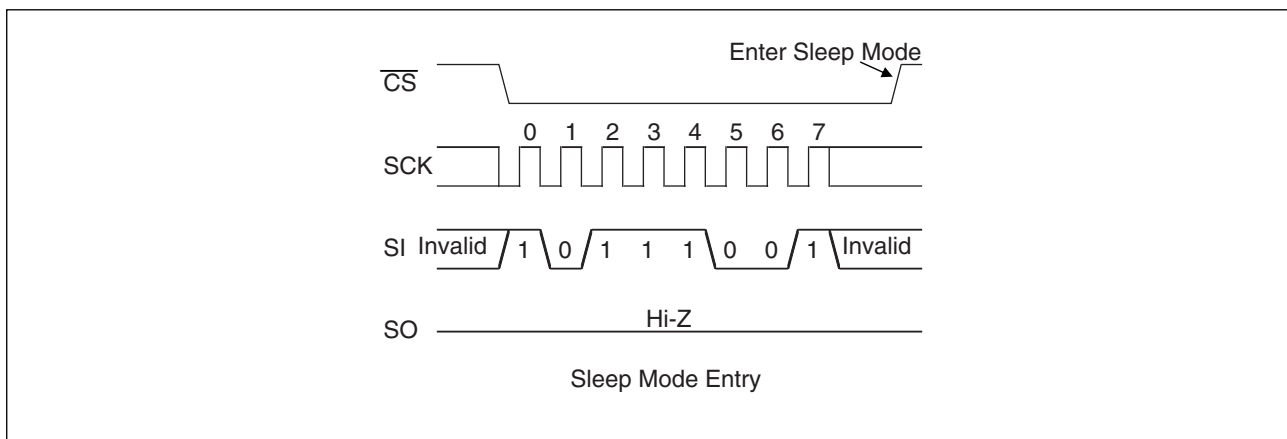 Enter Sleep Mode
CS
0 1 2 3 4 5 6 7
SCK
SI Invalid 1 0 1 1 1 0 0 1 Invalid
Hi-Z
SO
Sleep Mode Entry